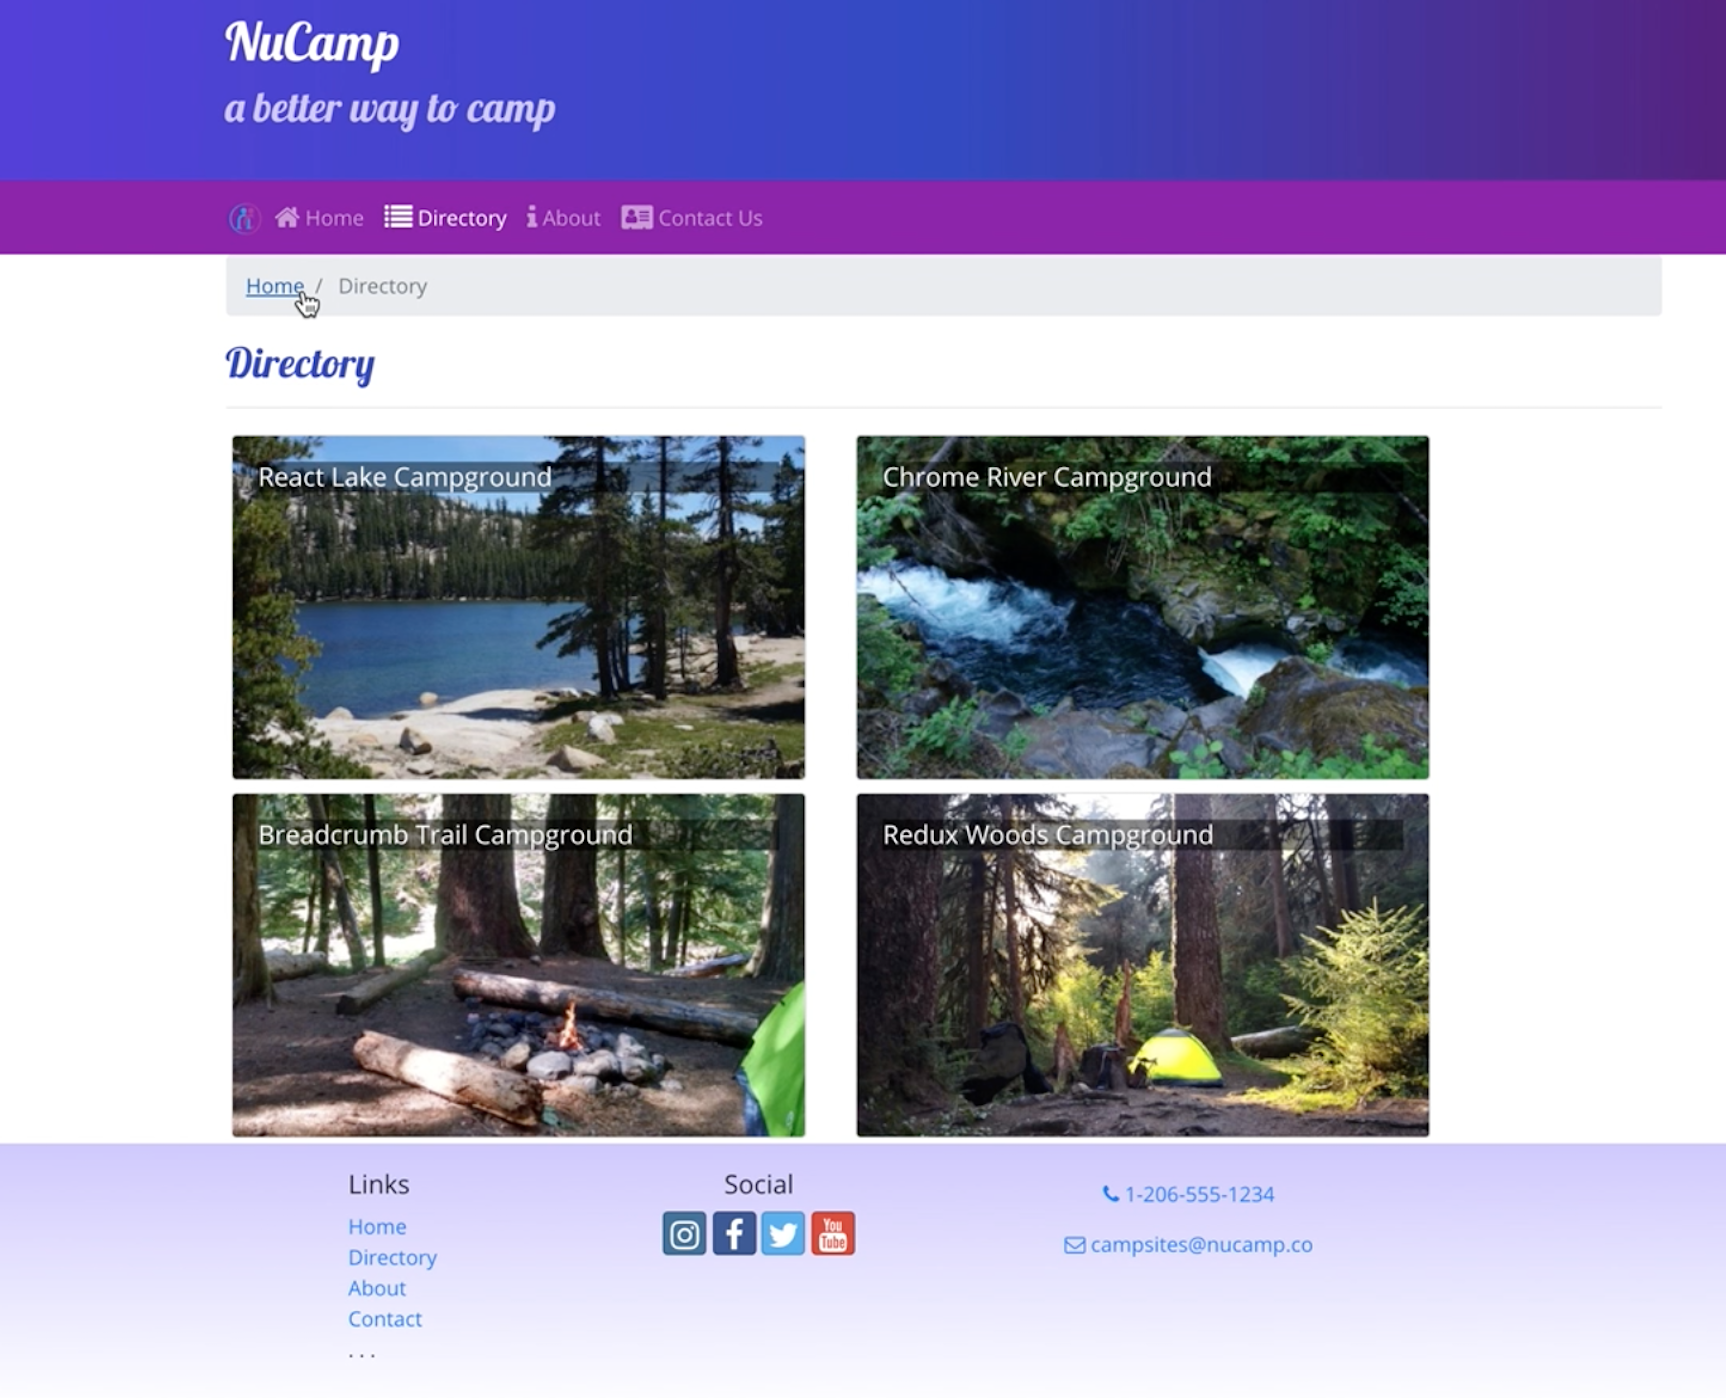 NuCamp
a better way to camp
Home Directory About Contact Us
Home / Directory
Directory
React Lake Campground
Chrome River Campground
Breadcrumb Trail Campground
Redux Woods Campground
Links
Home
Directory
About
Contact
. . .
Social
You
Tube
1-206-555-1234
campsites@nucamp.co